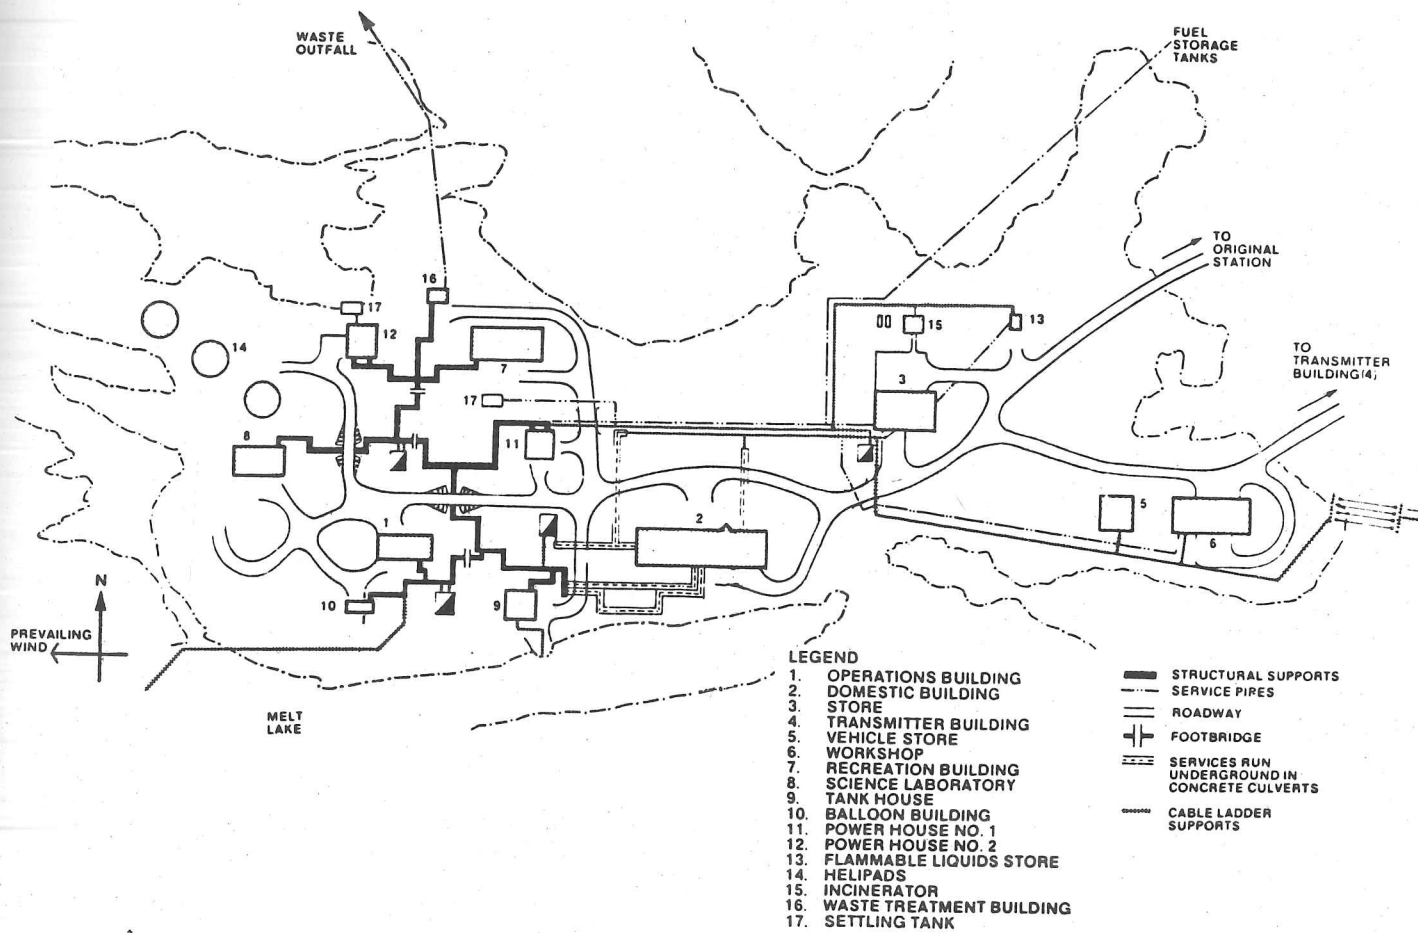 WASTE
OUTFALL
FUEL
STORAGE
TANKS
TO
ORIGINAL
STATION
16
17
12
14
7
17
8
11
15
13
3
TO
TRANSMITTER
BUILDING(4)
1
2
5
6
10
9
N
PREVAILING
WIND
MELT
LAKE
LEGEND
1. OPERATIONS BUILDING
2. DOMESTIC BUILDING
3. STORE
4. TRANSMITTER BUILDING
5. VEHICLE STORE
6. WORKSHOP
7. RECREATION BUILDING
8. SCIENCE LABORATORY
9. TANK HOUSE
10. BALLOON BUILDING
11. POWER HOUSE NO. 1
12. POWER HOUSE NO. 2
13. FLAMMABLE LIQUIDS STORE
14. HELIPADS
15. INCINERATOR
16. WASTE TREATMENT BUILDING
17. SETTLING TANK
STRUCTURAL SUPPORTS
SERVICE PIPES
ROADWAY
FOOTBRIDGE
SERVICES RUN
UNDERGROUND IN
CONCRETE CULVERTS
CABLE LADDER
SUPPORTS